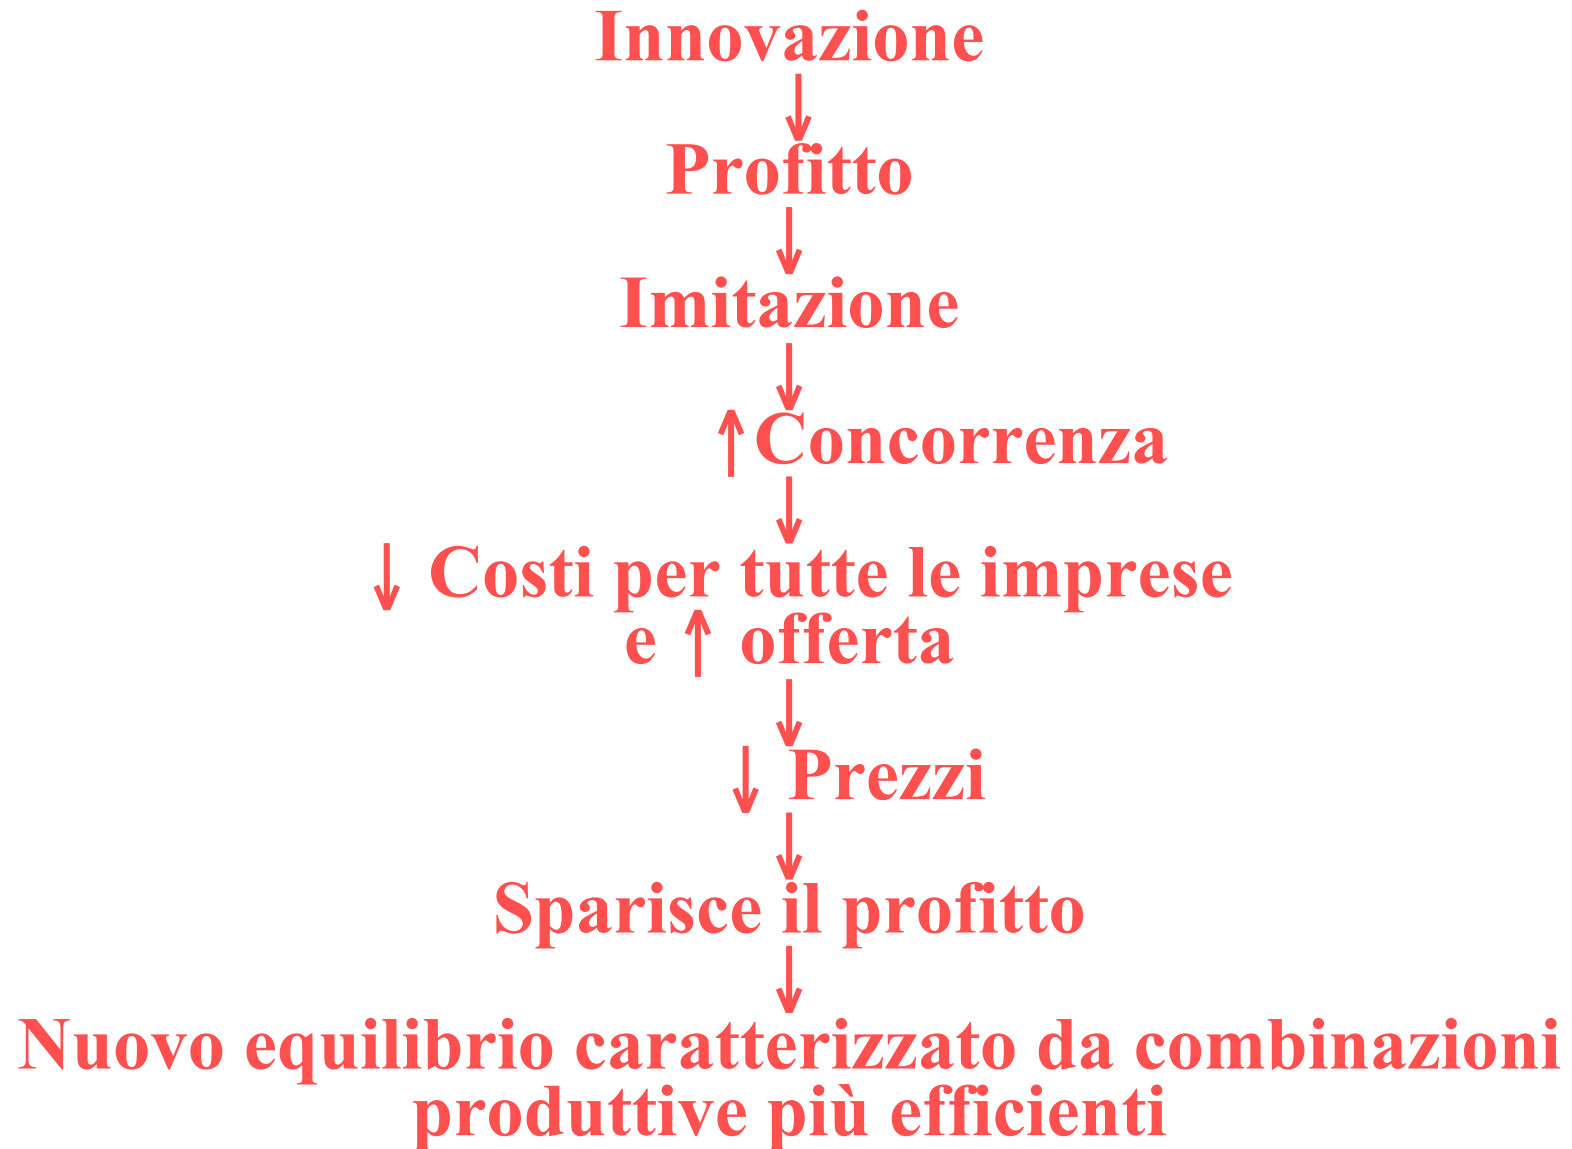 Innovazione
↓
Profitto
↓
Imitazione
↓
↑Concorrenza
↓
↓ Costi per tutte le imprese
e ↑ offerta
↓
↓ Prezzi
↓
Sparisce il profitto
↓
Nuovo equilibrio caratterizzato da combinazioni
produttive più efficienti